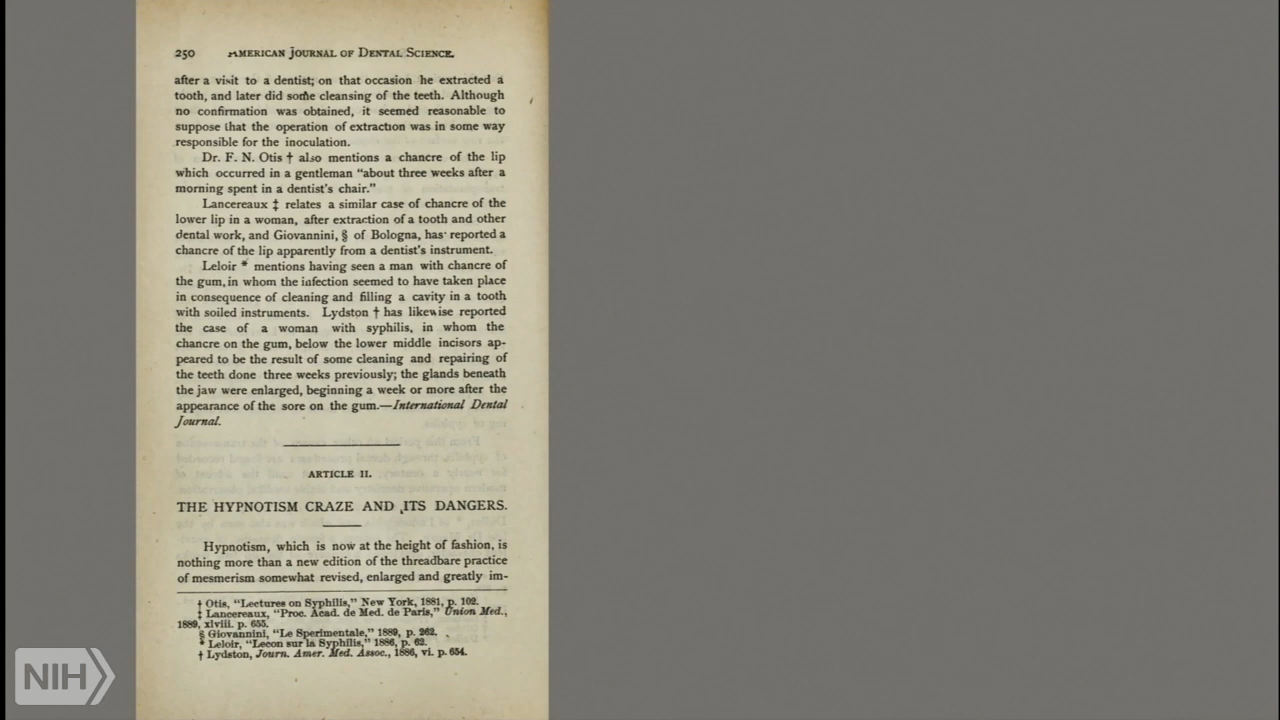 250 AMERICAN JOURNAL OF DENTAL SCIENCE.
after a visit to a dentist; on that occasion he extracted a
tooth, and later did some cleansing of the teeth. Although
no confirmation was obtained, it seemed reasonable to
suppose that the operation of extraction was in some way
responsible for the inoculation.
Dr. F. N. Otis † also mentions a chancre of the lip
which occurred in a gentleman "about three weeks after a
morning spent in a dentist's chair."
Lancereaux ‡ relates a similar case of chancre of the
lower lip in a woman, after extraction of a tooth and other
dental work, and Giovannini, § of Bologna, has reported a
chancre of the lip apparently from a dentist's instrument.
Leloir * mentions having seen a man with chancre of
the gum, in whom the infection seemed to have taken place
in consequence of cleaning and filling a cavity in a tooth
with soiled instruments. Lydston † has likewise reported
the case of a woman with syphilis, in whom the
chancre on the gum, below the lower middle incisors ap-
peared to be the result of some cleaning and repairing of
the teeth done three weeks previously; the glands beneath
the jaw were enlarged, beginning a week or more after the
appearance of the sore on the gum.—International Dental
Journal.
ARTICLE II.
THE HYPNOTISM CRAZE AND ITS DANGERS.
Hypnotism, which is now at the height of fashion, is
nothing more than a new edition of the threadbare practice
of mesmerism somewhat revised, enlarged and greatly im-
† Otis, "Lectures on Syphilis," New York, 1881, p. 102.
‡ Lancereaux, "Proc. Acad. de Med. de Paris," Union Med.,
1889, xlviii. p. 655.
§ Giovannini, "Le Sperimentale," 1889, p. 262.
* Leloir, "Lecon sur la Syphilis," 1886, p. 62.
† Lydston, Journ. Amer. Med. Assoc., 1886, vi. p. 654.
NIH